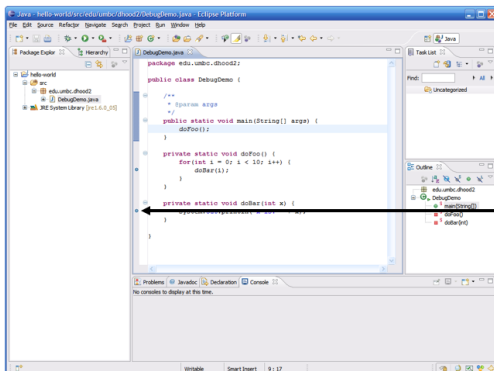 Java - hello-world/src/edu/umbc/dhood2/DebugDemo.java - Eclipse Platform
File Edit Source Refactor Navigate Search Project Run Window Help
Java
Package Explor
Hierarchy
hello-world
src
edu.umbc.dhood2
DebugDemo.java
JRE System Library [jre1.6.0_05]
DebugDemo.java
package edu.umbc.dhood2;
public class DebugDemo {
/**
* @param args
*/
public static void main(String[] args) {
doFoo();
}
private static void doFoo() {
for(int i = 0; i < 10; i++) {
doBar(i);
}
}
private static void doBar(int x) {
}
}
Task List
Find:
All
Uncategorized
Outline
edu.umbc.dhood2
DebugDemo
main(String[])
doFoo()
doBar(int)
Problems
Javadoc
Declaration
Console
No consoles to display at this time.
Writable
Smart Insert
9 : 17